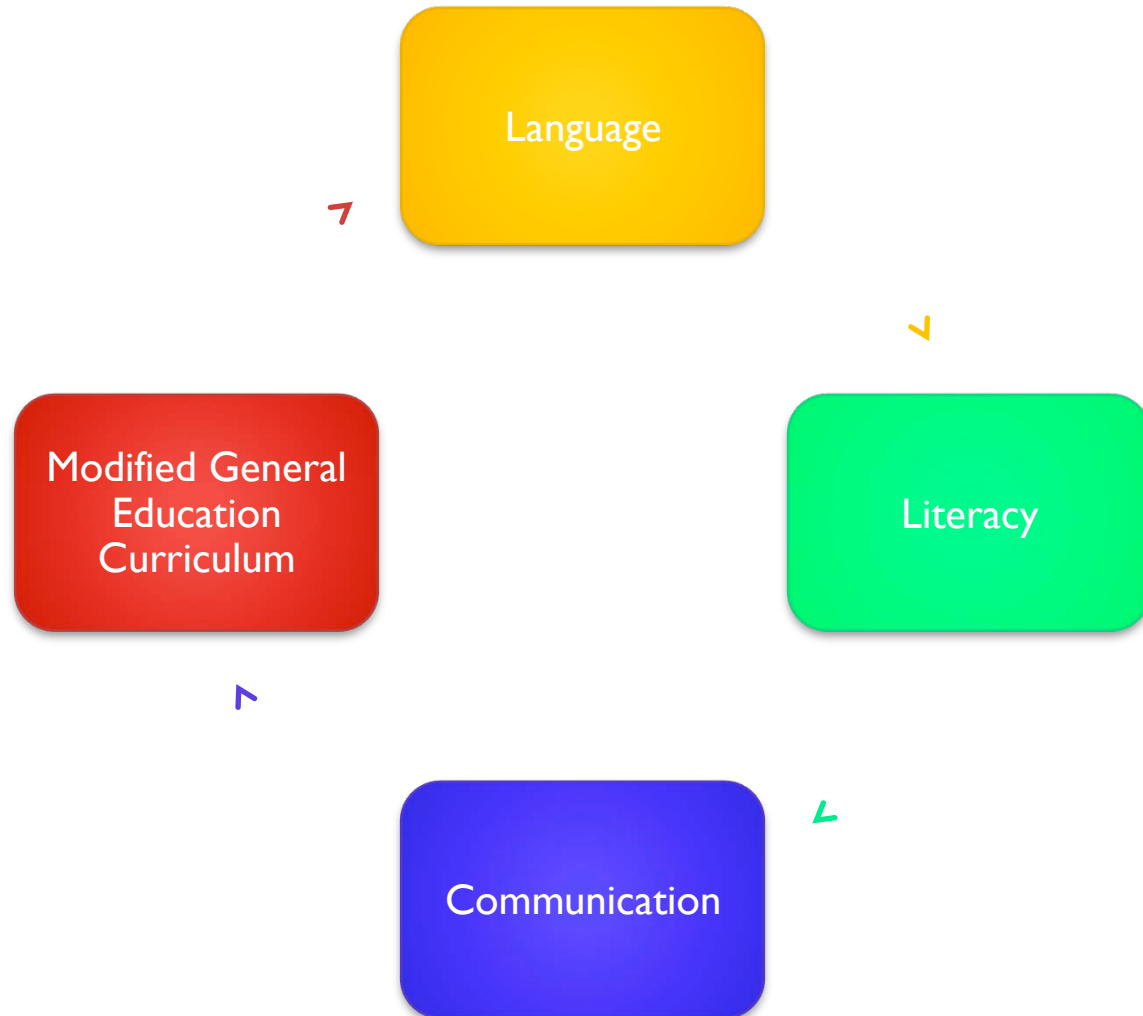 Language
Modified General
Education
Curriculum
Literacy
Communication